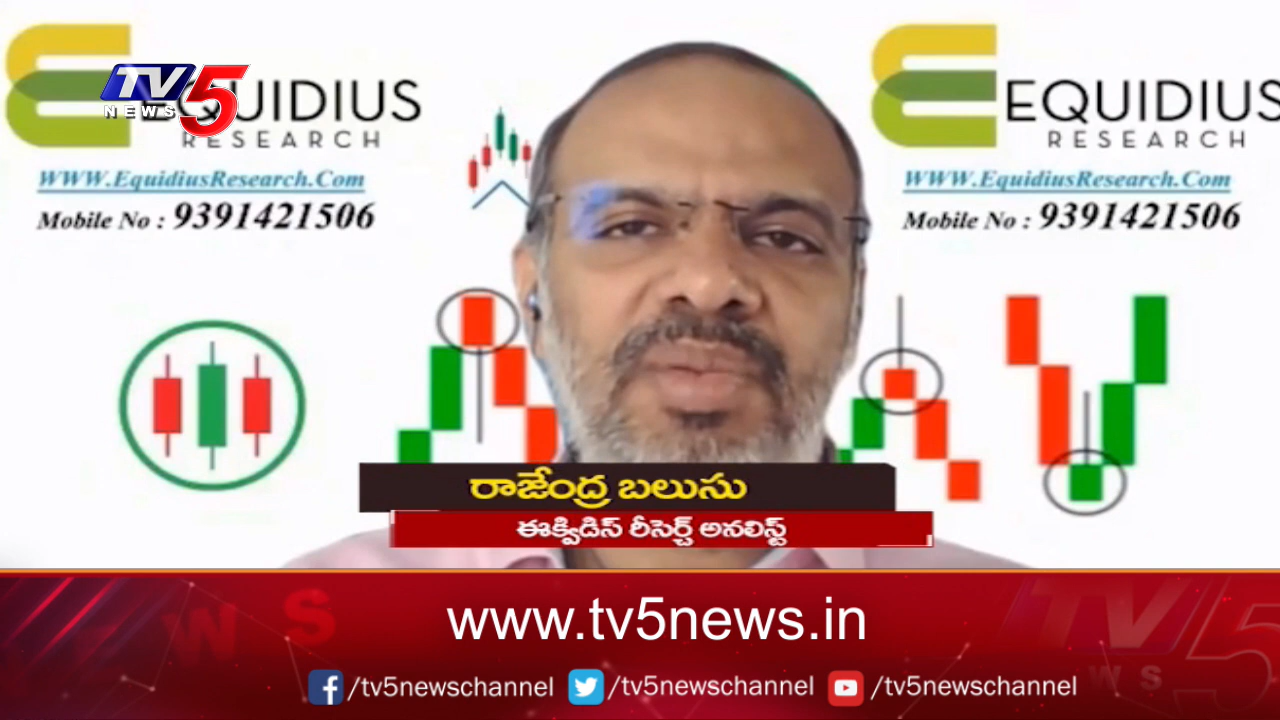 TV5
NEWS
EQUIDIUS
RESEARCH
WWW.EquidiusResearch.Com
Mobile No : 9391421506
EQUIDIUS
RESEARCH
WWW.EquidiusResearch.Com
Mobile No : 9391421506
రాజేంద్ర బలుసు
ఈక్విడిస్ రీసెర్చ్ అనలిస్ట్
www.tv5news.in
/tv5newschannel
/tv5newschannel
/tv5newschannel